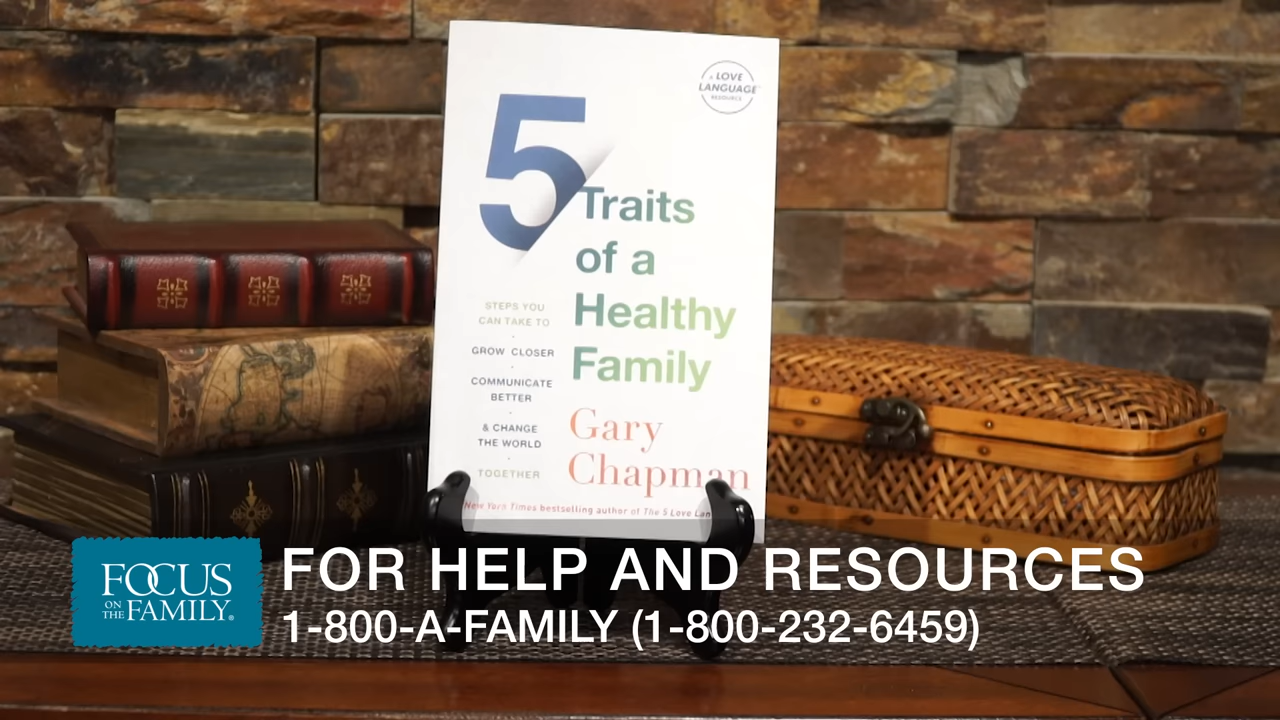 A LOVE
LANGUAGE
RESOURCE
5
Traits
of a
Healthy
Family
STEPS YOU
CAN TAKE TO
GROW CLOSER
COMMUNICATE
BETTER
& CHANGE
THE WORLD
TOGETHER
Gary
Chapman
New York Times bestselling author of The 5 Love Lan
FOCUS
ON THE FAMILY®
FOR HELP AND RESOURCES
1-800-A-FAMILY (1-800-232-6459)